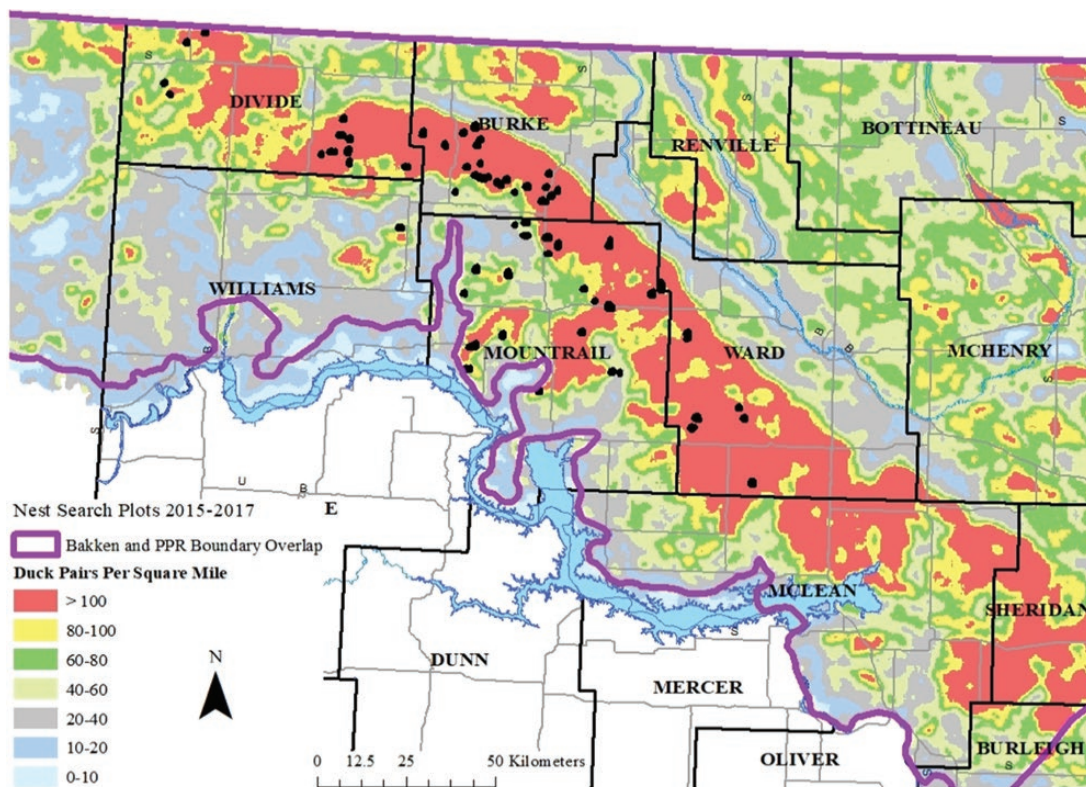 DIVIDE
BURKE
RENVILLE
BOTTINEAU
WILLIAMS
MOUNTRAIL
WARD
MCHENRY
E
MCLEAN
SHERIDAN
DUNN
MERCER
OLIVER
BURLEIGH
S
S
S
S
S
B
B
B
S
S
U
B
S
S
S
Nest Search Plots 2015-2017
Bakken and PPR Boundary Overlap
Duck Pairs Per Square Mile
> 100
80-100
60-80
40-60
20-40
10-20
0-10
N
0 12.5 25 50 Kilometers